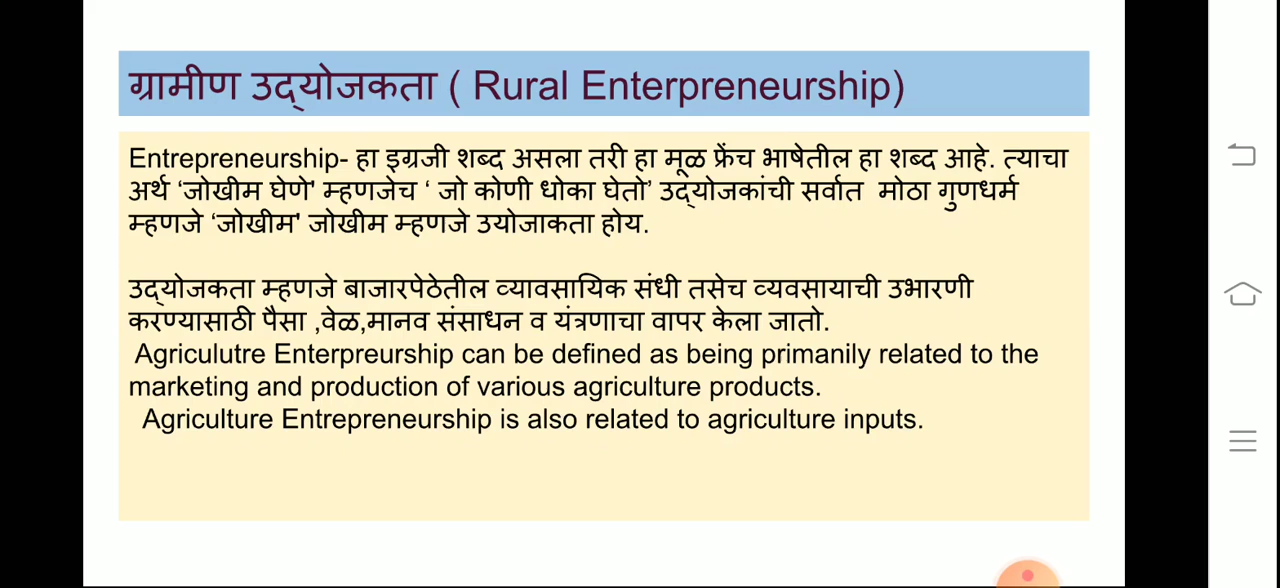 ग्रामीण उद्योजकता ( Rural Enterpreneurship)
Entrepreneurship- हा इग्रजी शब्द असला तरी हा मूळ फ्रेंच भाषेतील हा शब्द आहे. त्याचा
अर्थ ‘जोखीम घेणे' म्हणजेच ‘ जो कोणी धोका घेतो’ उद्योजकांची सर्वात  मोठा गुणधर्म
म्हणजे ‘जोखीम' जोखीम म्हणजे उयोजाकता होय.
उद्योजकता म्हणजे बाजारपेठेतील व्यावसायिक संधी तसेच व्यवसायाची उभारणी
करण्यासाठी पैसा ,वेळ,मानव संसाधन व यंत्रणाचा वापर केला जातो.
Agriculutre Enterpreurship can be defined as being primanily related to the
marketing and production of various agriculture products.
Agriculture Entrepreneurship is also related to agriculture inputs.